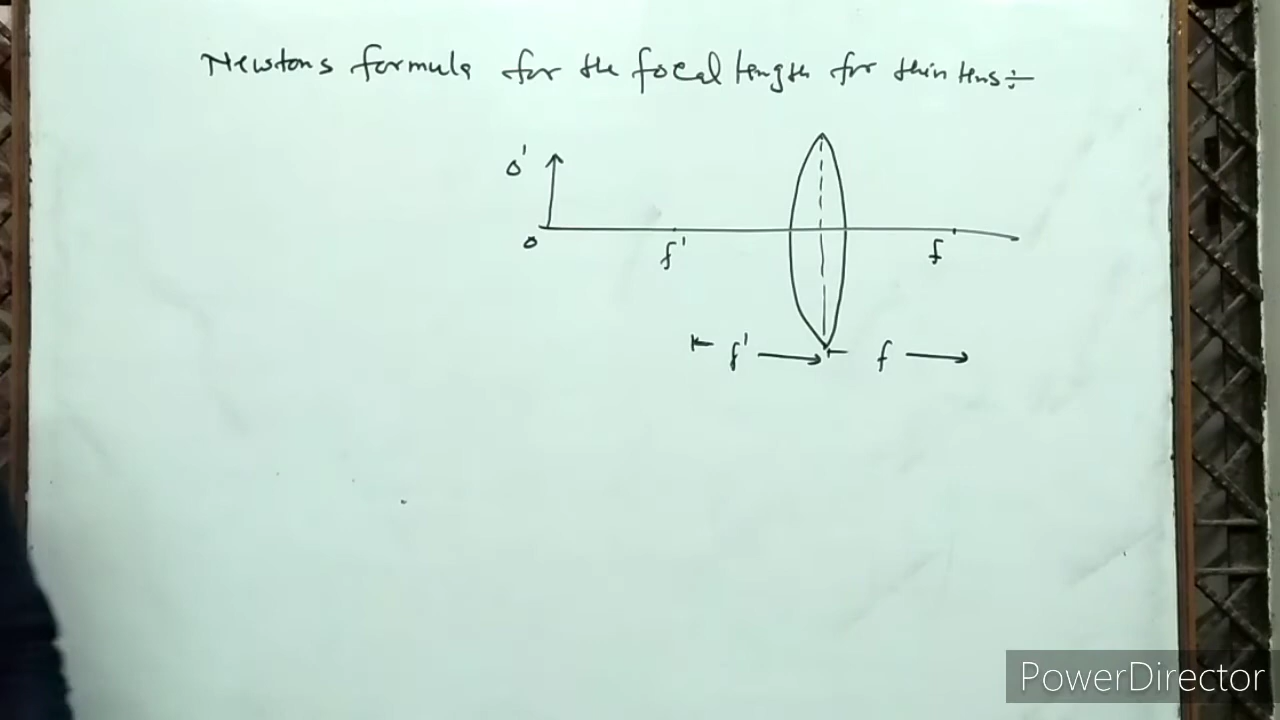 Newtons formula for the focal length for thin lens:-
o'
o
f'
f
f'
f
PowerDirector